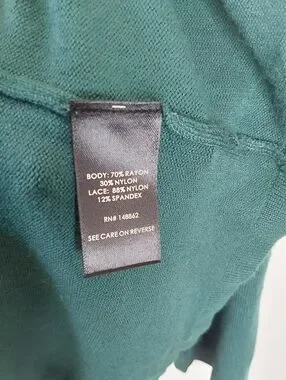 BODY: 70% RAYON
30% NYLON
LACE: 88% NYLON
12% SPANDEX
RN# 148862
SEE CARE ON REVERSE